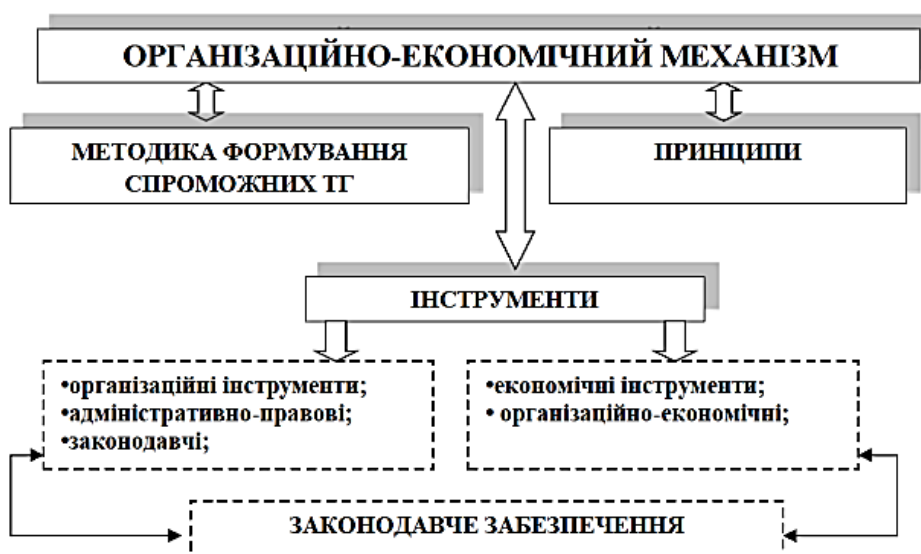 ОРГАНІЗАЦІЙНО-ЕКОНОМІЧНИЙ МЕХАНІЗМ
МЕТОДИКА ФОРМУВАННЯ
СПРОМОЖНИХ ТГ
ПРИНЦИПИ
ІНСТРУМЕНТИ
•організаційні інструменти;
•адміністративно-правові;
•законодавчі;
•економічні інструменти;
• організаційно-економічні;
ЗАКОНОДАВЧЕ ЗАБЕЗПЕЧЕННЯ